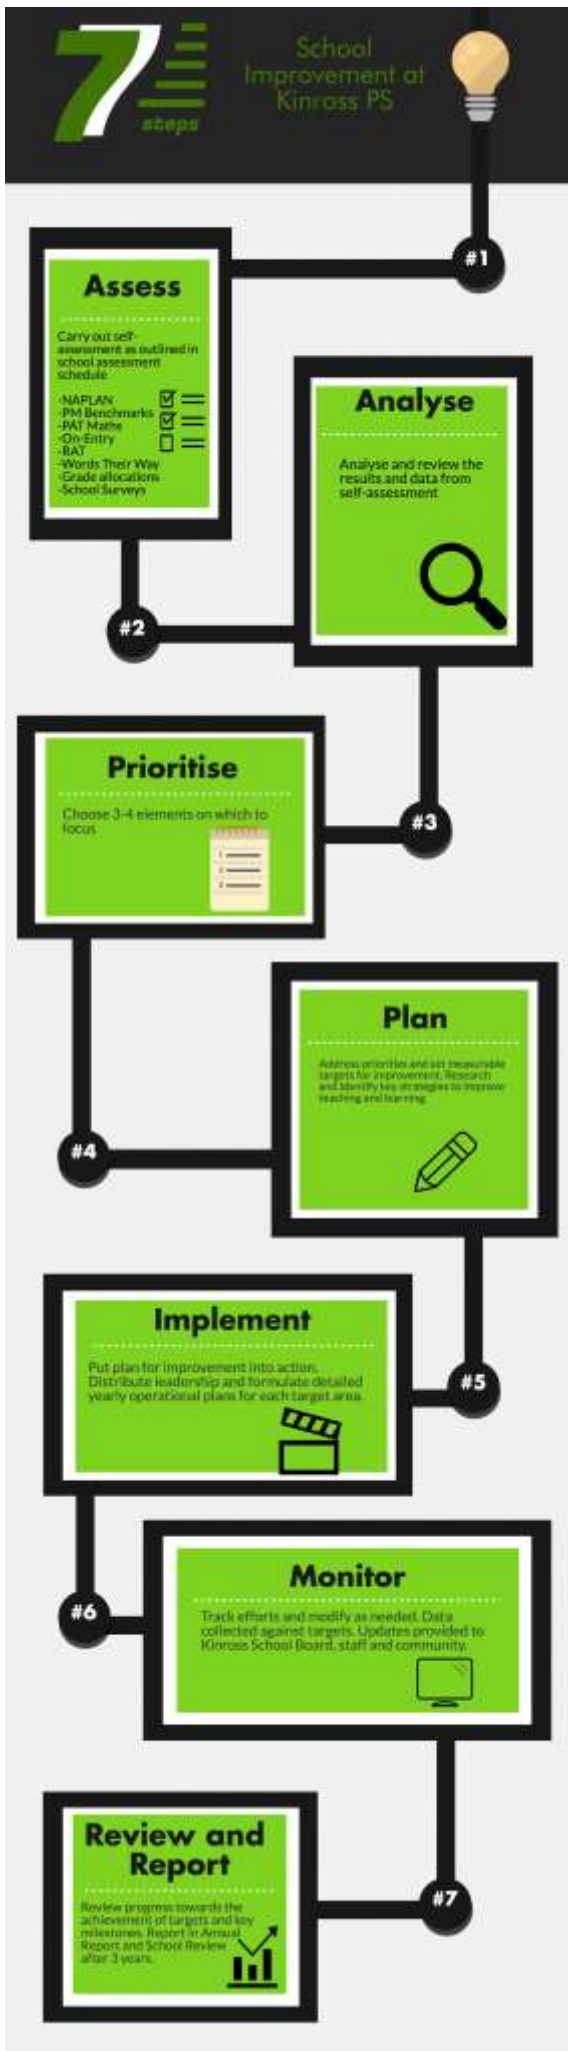 7
steps
School
Improvement at
Kinross PS
#1
Assess
Carry out self-
assessment as outlined in
school assessment
schedule
-NAPLAN
-PM Benchmarks
-PAT Maths
-On-Entry
-BAT
-Words Their Way
-Grade allocations
-School Surveys
#2
Analyse
Analyse and review the
results and data from
self-assessment
#3
Prioritise
Choose 3-4 elements on which to
focus
1
2
3
#4
Plan
Address priorities and set measurable
targets for improvement. Research
and identify key strategies to improve
teaching and learning
#5
Implement
Put plan for improvement into action.
Distribute leadership and formulate detailed
yearly operational plans for each target area.
#6
Monitor
Track efforts and modify as needed. Data
collected against targets. Updates provided to
Kinross School Board, staff and community.
#7
Review and
Report
Review progress towards the
achievement of targets and key
milestones. Report in Annual
Report and School Review
after 3 years.